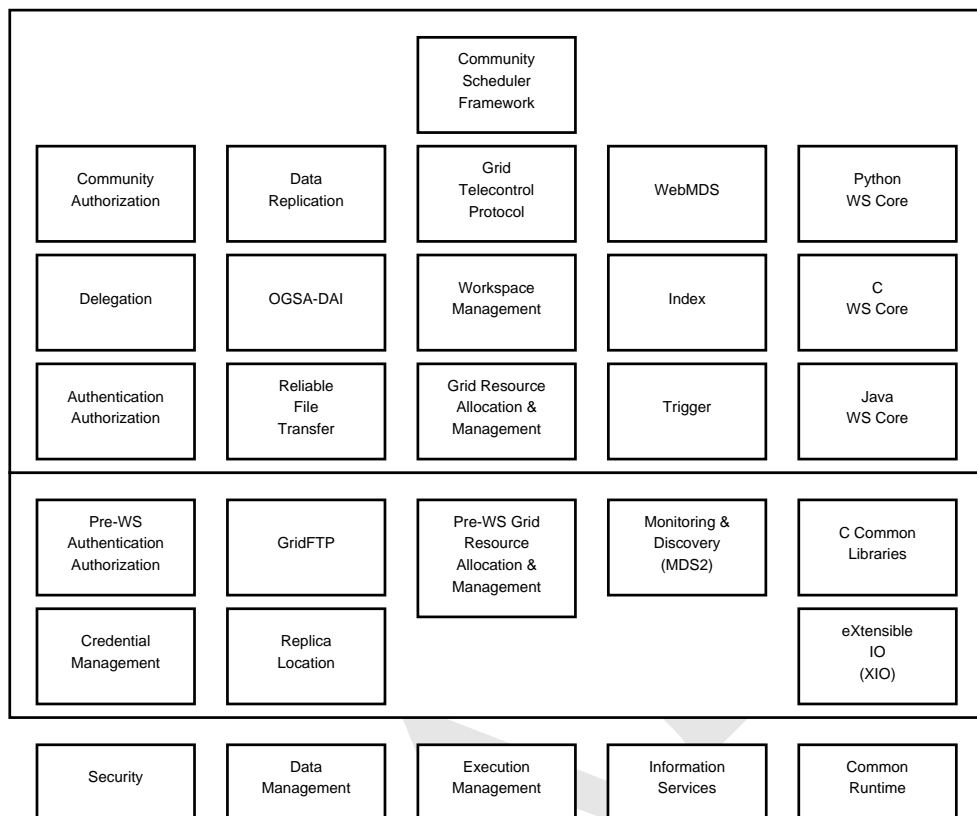 Community
Scheduler
Framework
Community
Authorization
Data
Replication
Grid
Telecontrol
Protocol
WebMDS
Python
WS Core
Delegation
OGSA-DAI
Workspace
Management
Index
C
WS Core
Authentication
Authorization
Reliable
File
Transfer
Grid Resource
Allocation &
Management
Trigger
Java
WS Core
Pre-WS
Authentication
Authorization
GridFTP
Pre-WS Grid
Resource
Allocation &
Management
Monitoring &
Discovery
(MDS2)
C Common
Libraries
Credential
Management
Replica
Location
eXtensible
IO
(XIO)
Security
Data
Management
Execution
Management
Information
Services
Common
Runtime